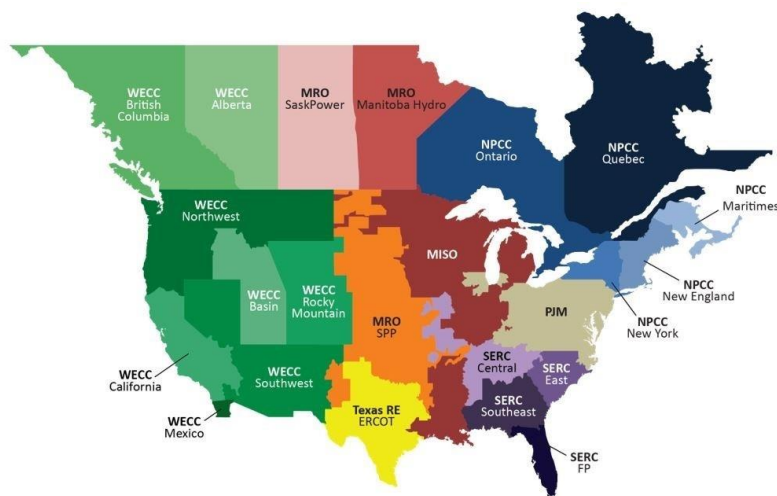 WECC
British
Columbia
WECC
Alberta
MRO
SaskPower
MRO
Manitoba Hydro
NPCC
Ontario
NPCC
Quebec
NPCC
Maritimes
WECC
Northwest
MISO
WECC
Basin
WECC
Rocky
Mountain
NPCC
New England
PJM
NPCC
New York
MRO
SPP
WECC
California
WECC
Southwest
SERC
Central
SERC
East
WECC
Mexico
Texas RE
ERCOT
SERC
Southeast
SERC
FP